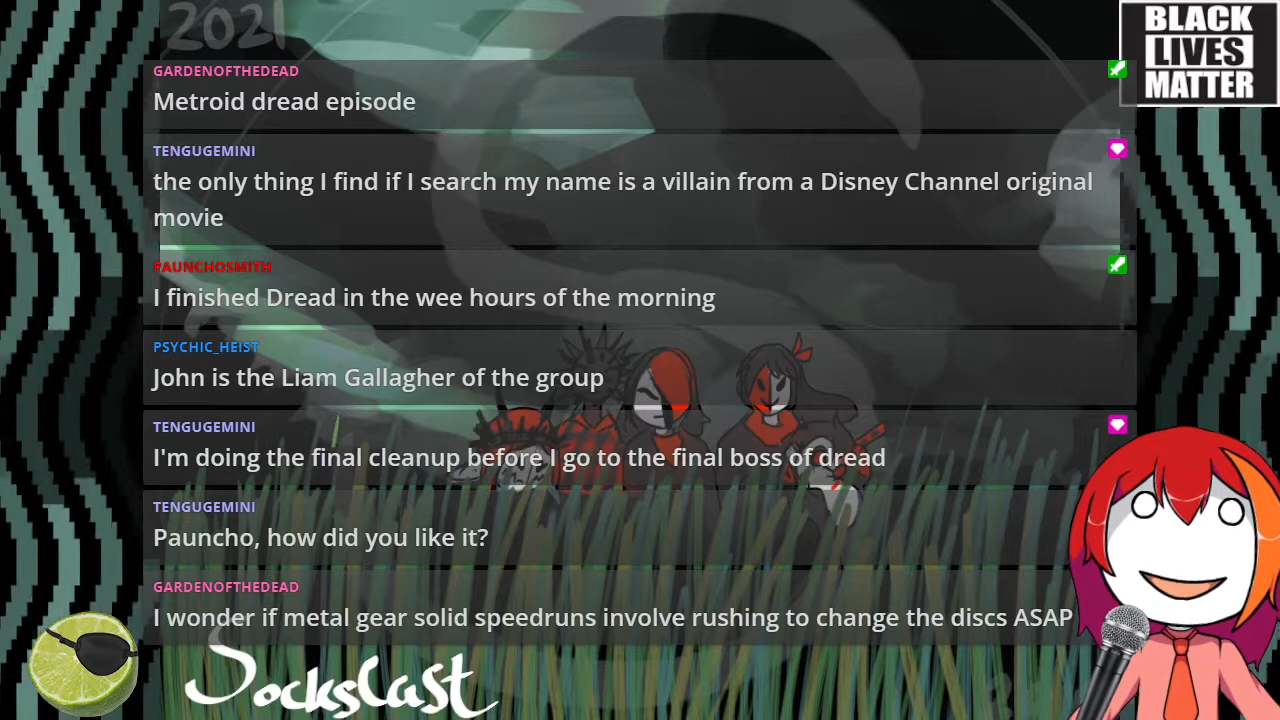 2021
BLACK
LIVES
MATTER
GARDENOFTHEDEAD
Metroid dread episode
TENGUGEMINI
the only thing I find if I search my name is a villain from a Disney Channel original
movie
PAUNCHOSMITH
I finished Dread in the wee hours of the morning
PSYCHIC_HEIST
John is the Liam Gallagher of the group
TENGUGEMINI
I'm doing the final cleanup before I go to the final boss of dread
TENGUGEMINI
Pauncho, how did you like it?
GARDENOFTHEDEAD
I wonder if metal gear solid speedruns involve rushing to change the discs ASAP
JocksCast